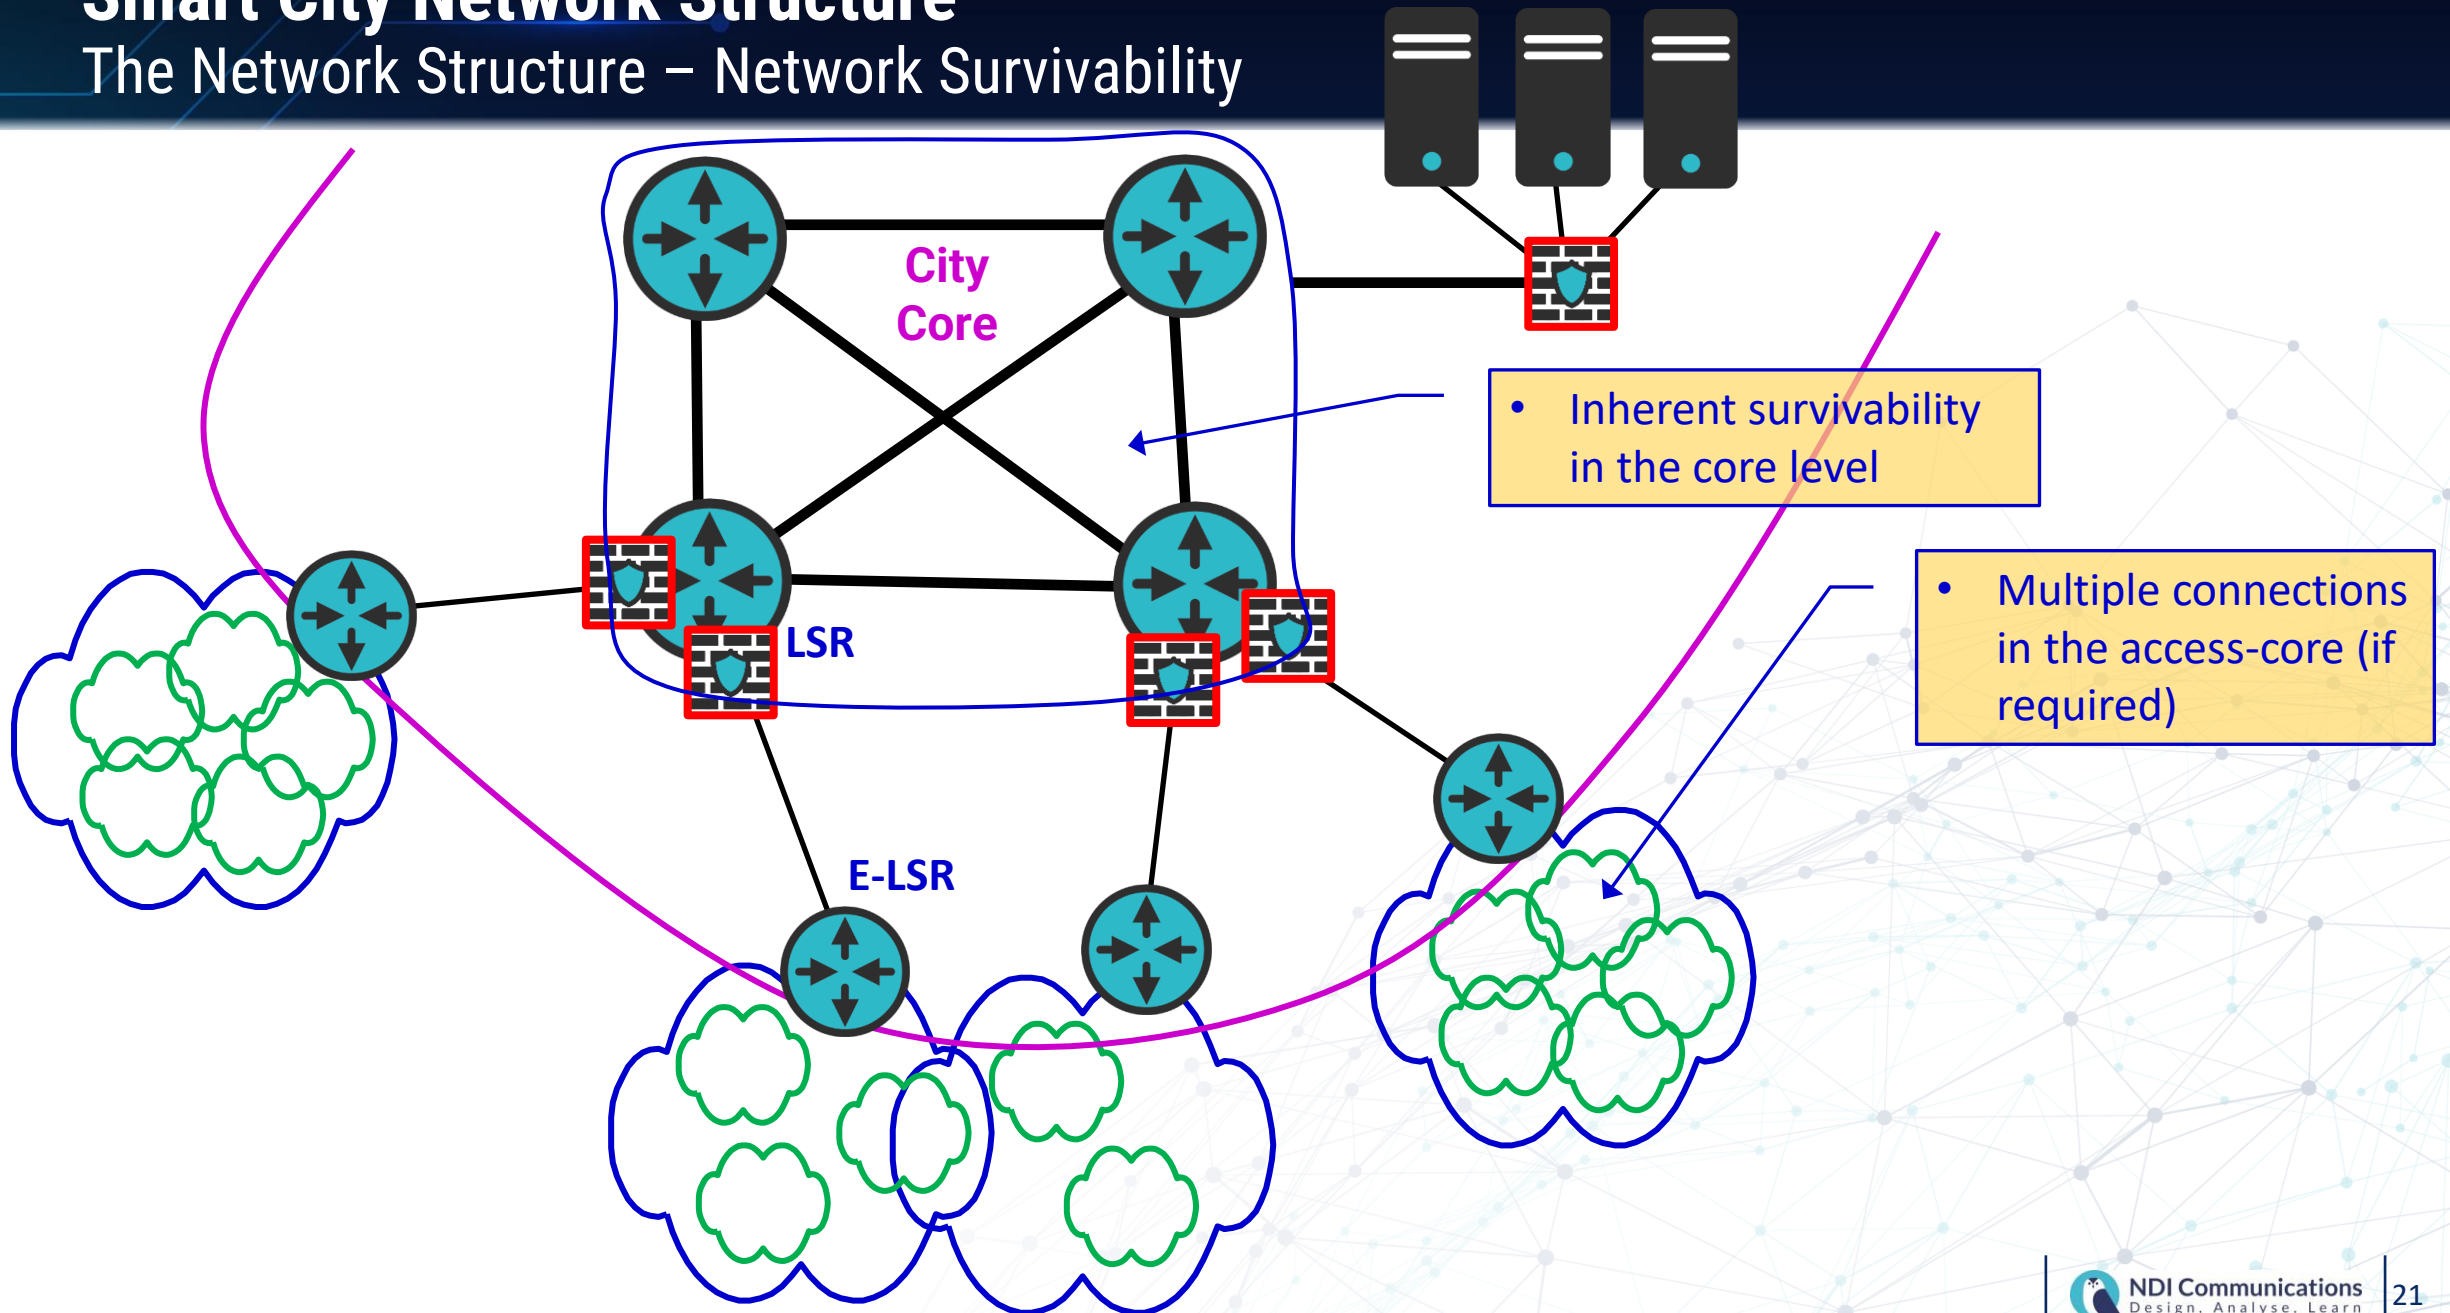 Smart City Network Structure
The Network Structure – Network Survivability
City
Core
• Inherent survivability
in the core level
• Multiple connections
in the access-core (if
required)
LSR
E-LSR
NDI Communications
Design, Analyse, Learn
21